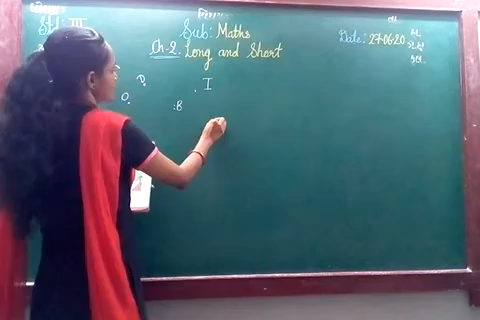 Std: III
Sub: Maths
Date: 27-06-20
Ch-2. Long and Short
P
I
O
B